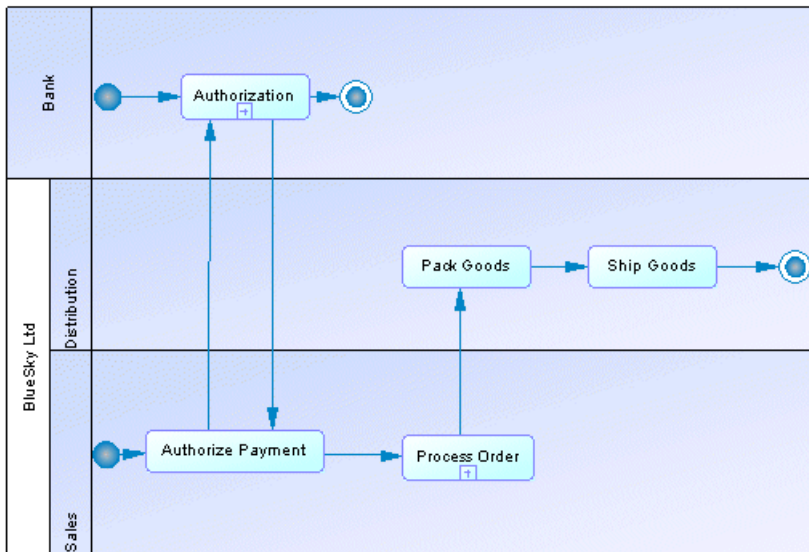 Bank
Authorization
BlueSky Ltd
Distribution
Pack Goods
Ship Goods
Sales
Authorize Payment
Process Order